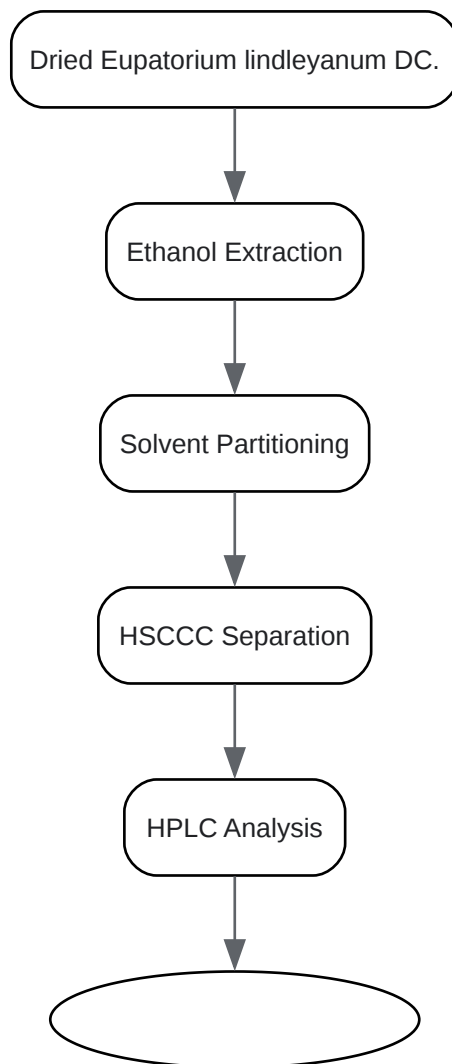 Dried Eupatorium lindleyanum DC.
Ethanol Extraction
Solvent Partitioning
HSCCC Separation
HPLC Analysis